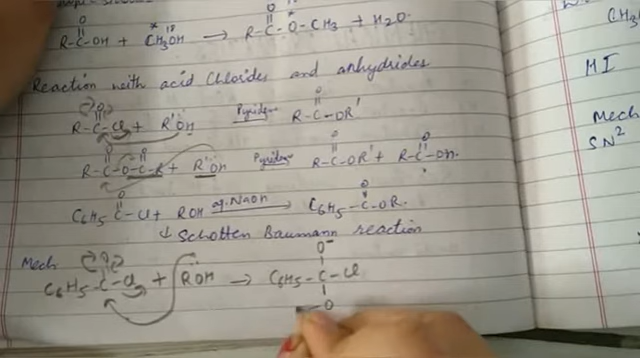 R-C-OH + CH₃OH → R-C-O-CH₃ + H₂O
Reaction with acid Chlorides and anhydrides
R-C-Cl + R'OH Pyridine R-C-OR'
R-C-O-C-R + R'OH Pyridine R-C-OR' + R-C-OH.
C₆H₅-C-Cl + ROH aq. NaOH → C₆H₅-C-OR.
↓ Schotten Baumann reaction
Mech
C₆H₅-C-Cl + ROH → C₆H₅-C-Cl
O⁻
O
CH₃
HI
Mech
SN²